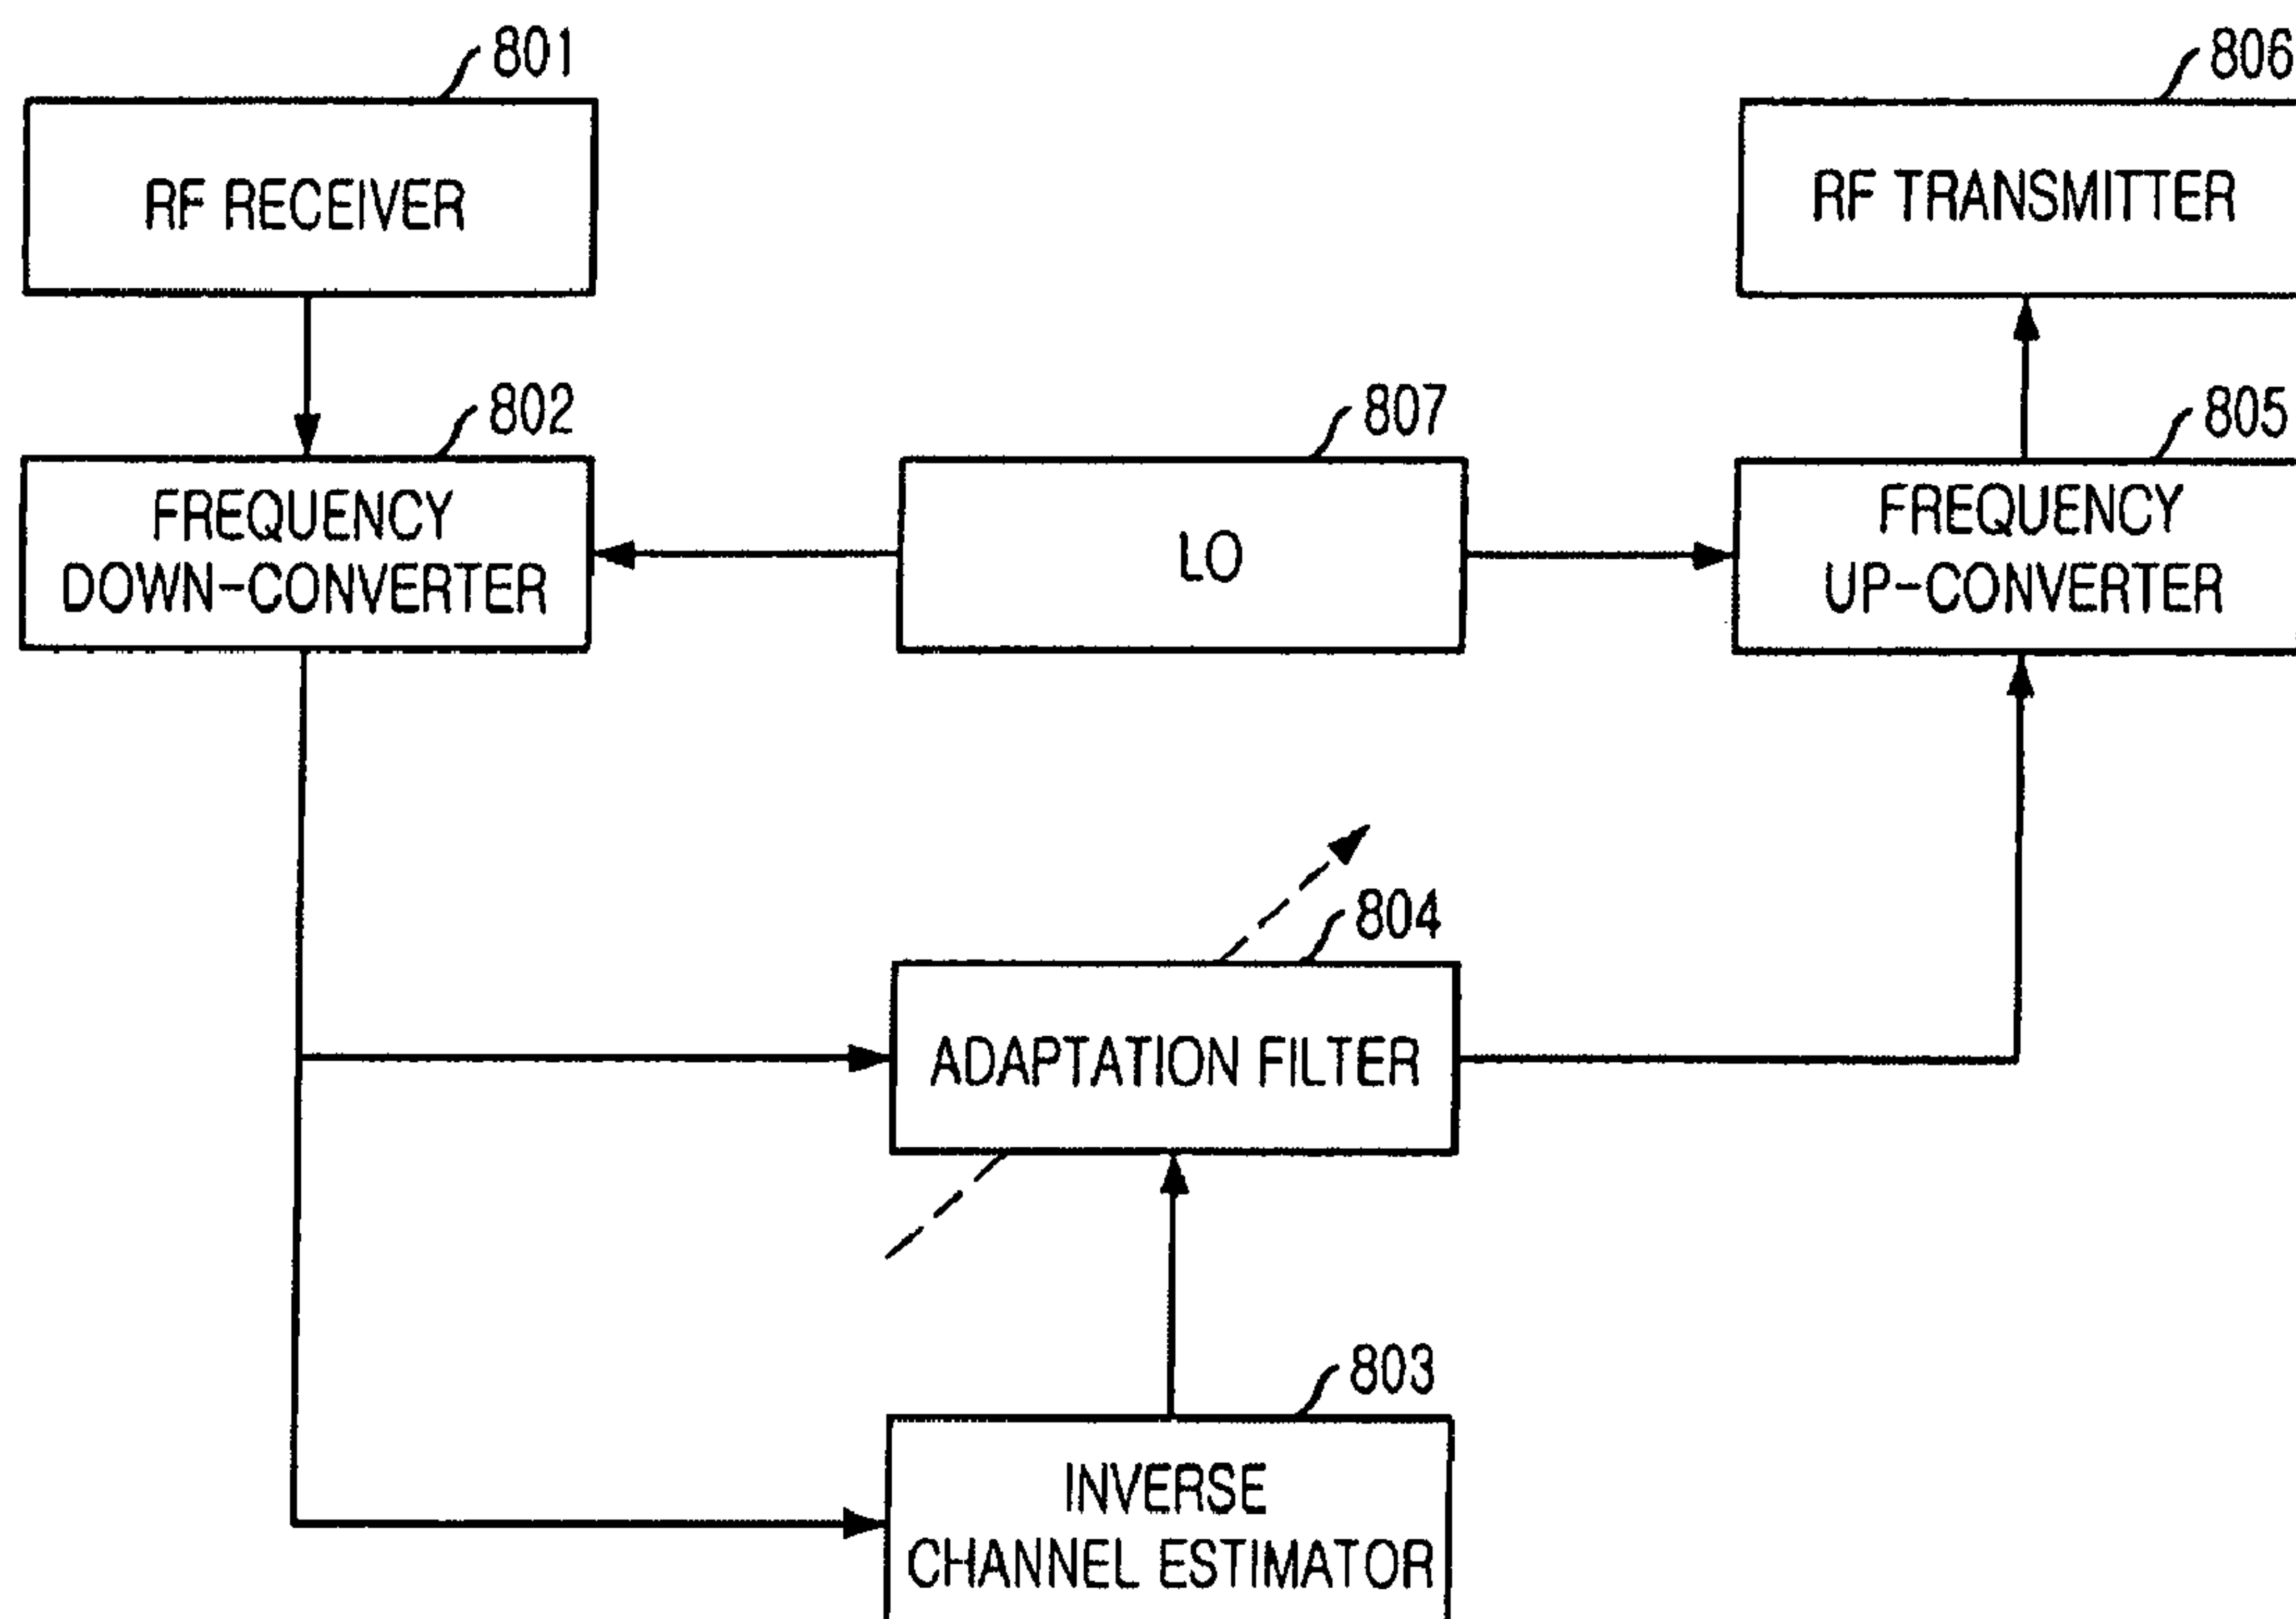 801
RF RECEIVER
806
RF TRANSMITTER
802
FREQUENCY
DOWN-CONVERTER
807
LO
805
FREQUENCY
UP-CONVERTER
804
ADAPTATION FILTER
803
INVERSE
CHANNEL ESTIMATOR